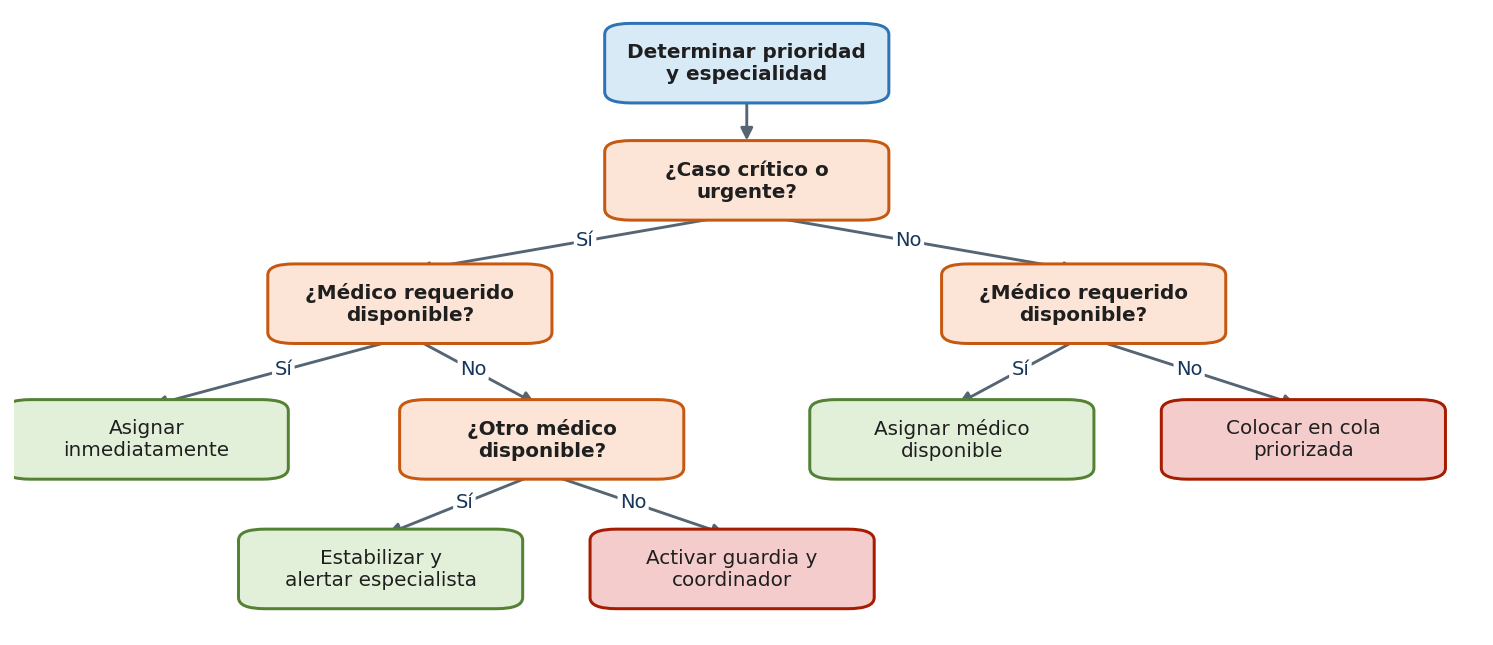 Determinar prioridad
y especialidad
¿Caso crítico o
urgente?
Sí
No
¿Médico requerido
disponible?
¿Médico requerido
disponible?
Sí
No
Sí
No
Asignar
inmediatamente
¿Otro médico
disponible?
Asignar médico
disponible
Colocar en cola
priorizada
Sí
No
Estabilizar y
alertar especialista
Activar guardia y
coordinador